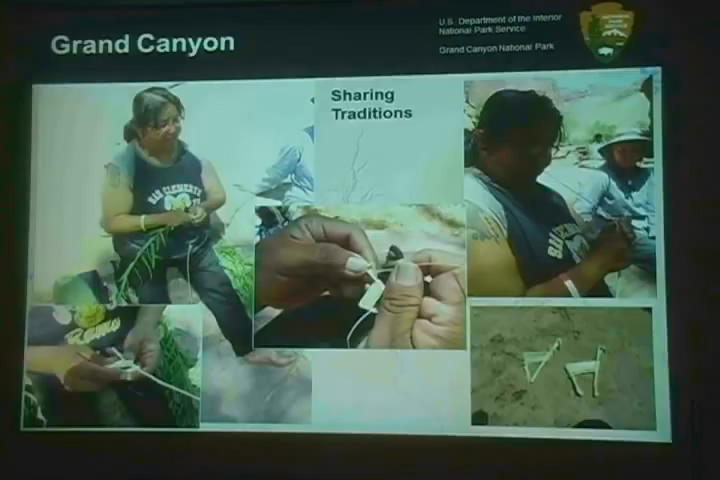 Grand Canyon
U.S. Department of the Interior
National Park Service
Grand Canyon National Park
Sharing
Traditions
SAN CLEMENTE